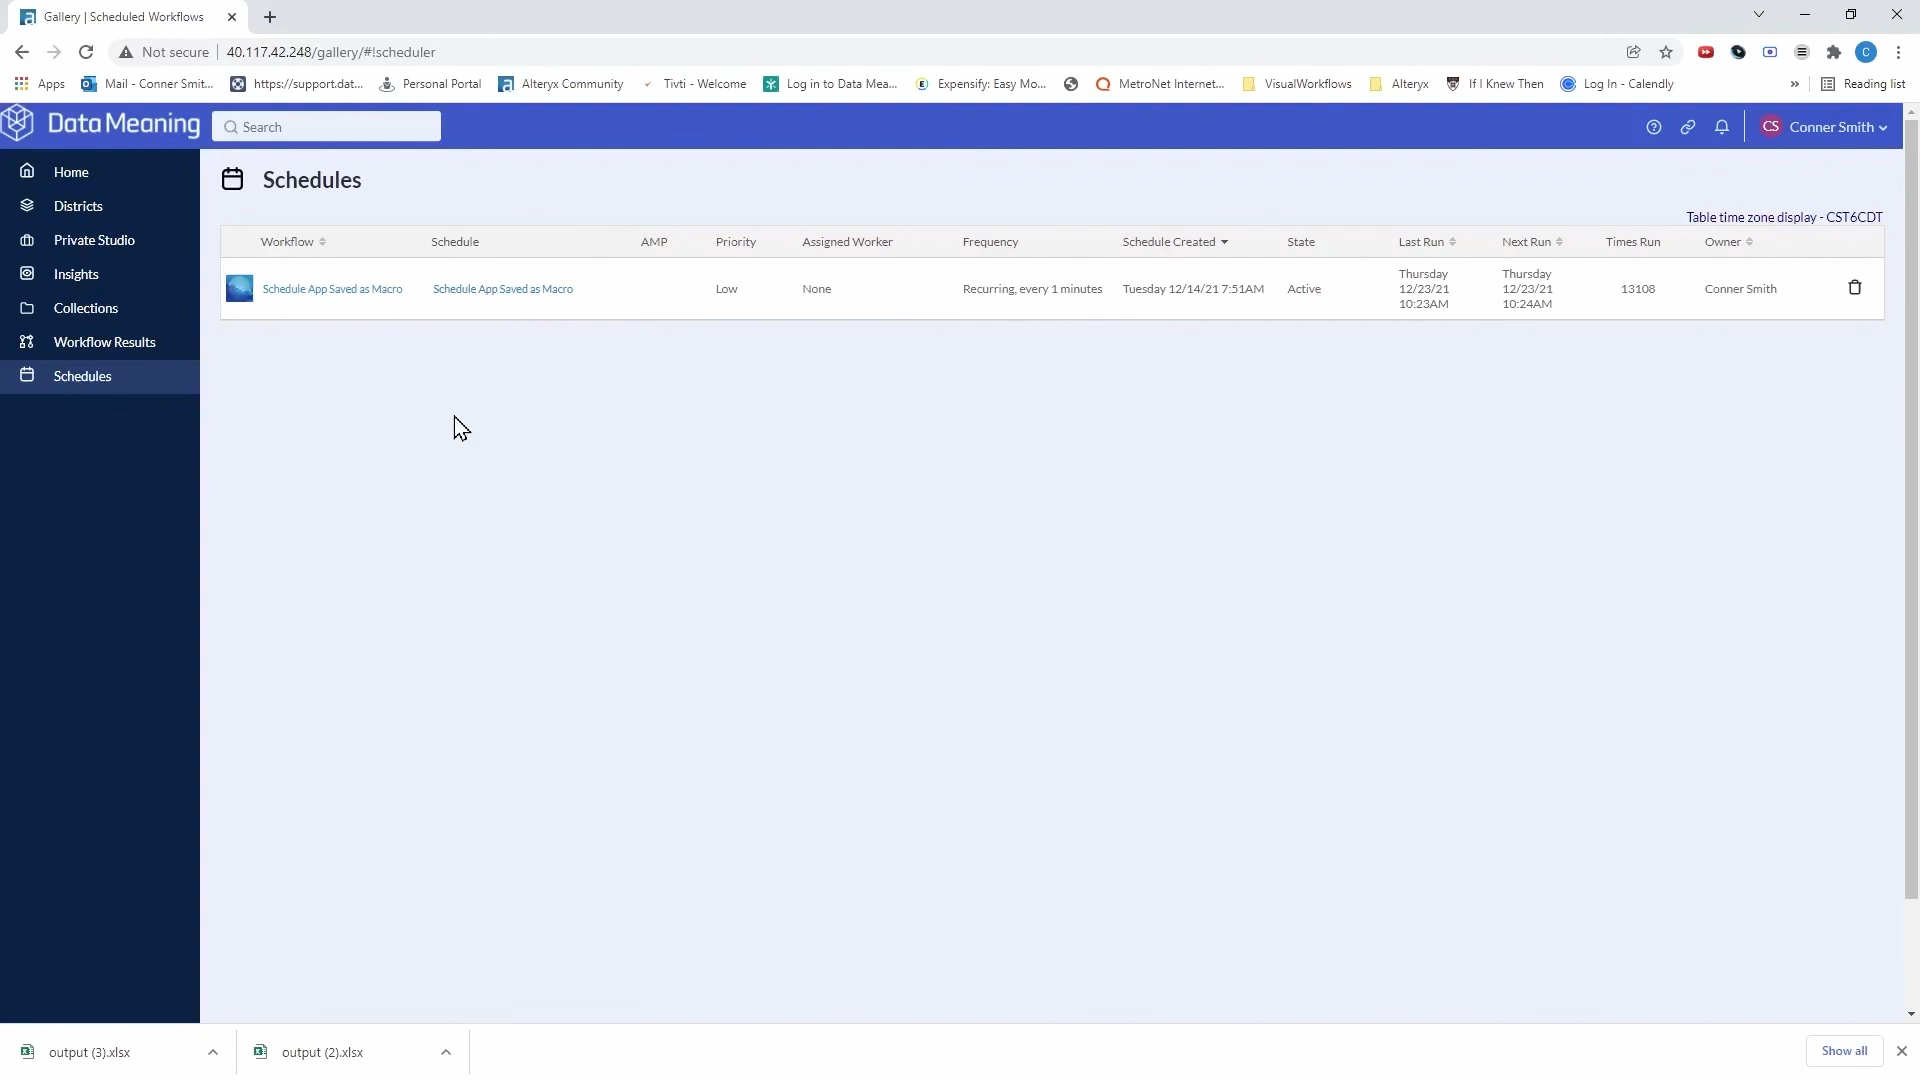 Gallery | Scheduled Workflows
Not secure 40.117.42.248/gallery/#!scheduler
Apps Mail - Conner Smit... https://support.dat... Personal Portal Alteryx Community Tivti - Welcome Log in to Data Mea... Expensify: Easy Mo... MetroNet Internet... VisualWorkflows Alteryx If I Knew Then Log In - Calendly » Reading list
Data Meaning Search CS Conner Smith
Home
Districts
Private Studio
Insights
Collections
Workflow Results
Schedules
Schedules
Table time zone display - CST6CDT
Workflow Schedule AMP Priority Assigned Worker Frequency Schedule Created State Last Run Next Run Times Run Owner
Schedule App Saved as Macro Schedule App Saved as Macro Low None Recurring, every 1 minutes Tuesday 12/14/21 7:51AM Active Thursday 12/23/21 10:23AM Thursday 12/23/21 10:24AM 13108 Conner Smith
output (3).xlsx output (2).xlsx Show all